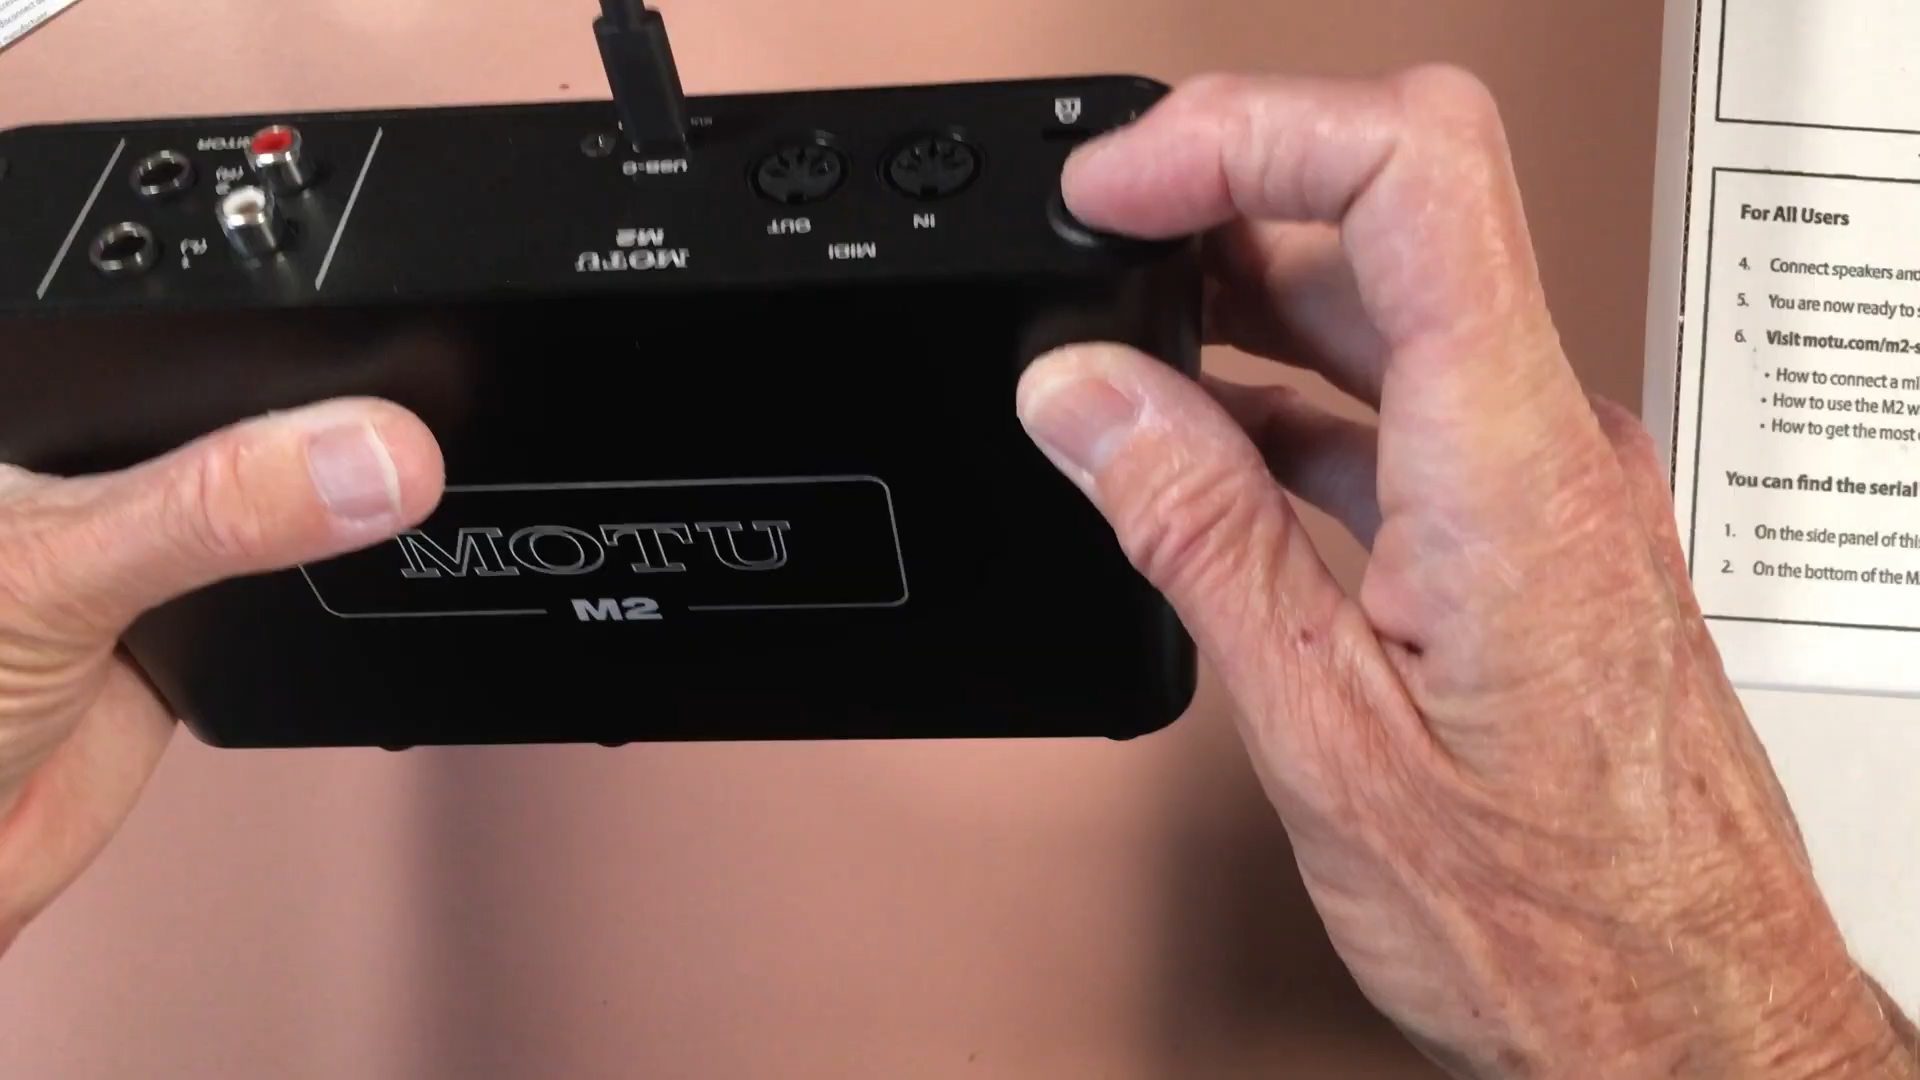 USB-C
OUT
IN
MIDI
M2
MOTU
MOTU
M2
For All Users
4. Connect speakers and
5. You are now ready to
6. Visit motu.com/m2-s
• How to connect a mi
• How to use the M2 w
• How to get the most
You can find the serial
1. On the side panel of this
2. On the bottom of the M